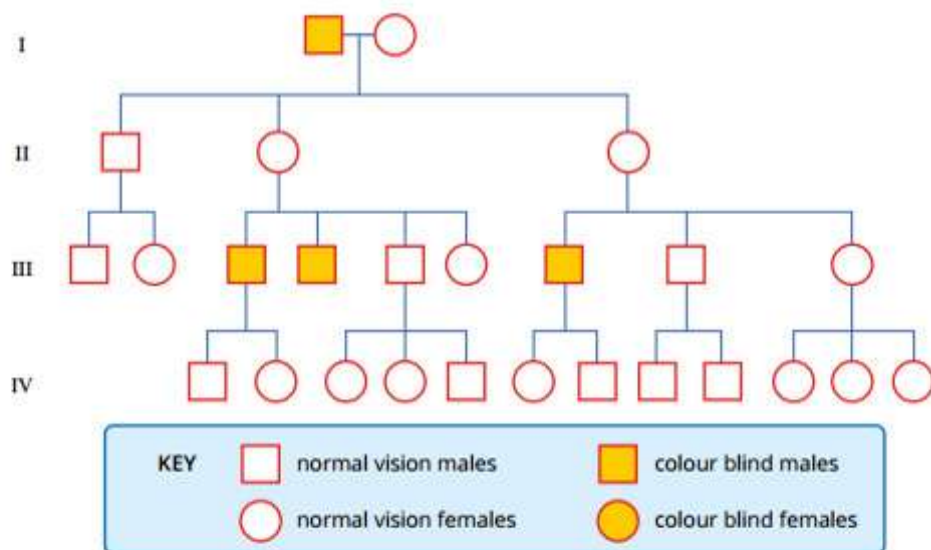 I
II
III
IV
KEY
normal vision males
colour blind males
normal vision females
colour blind females